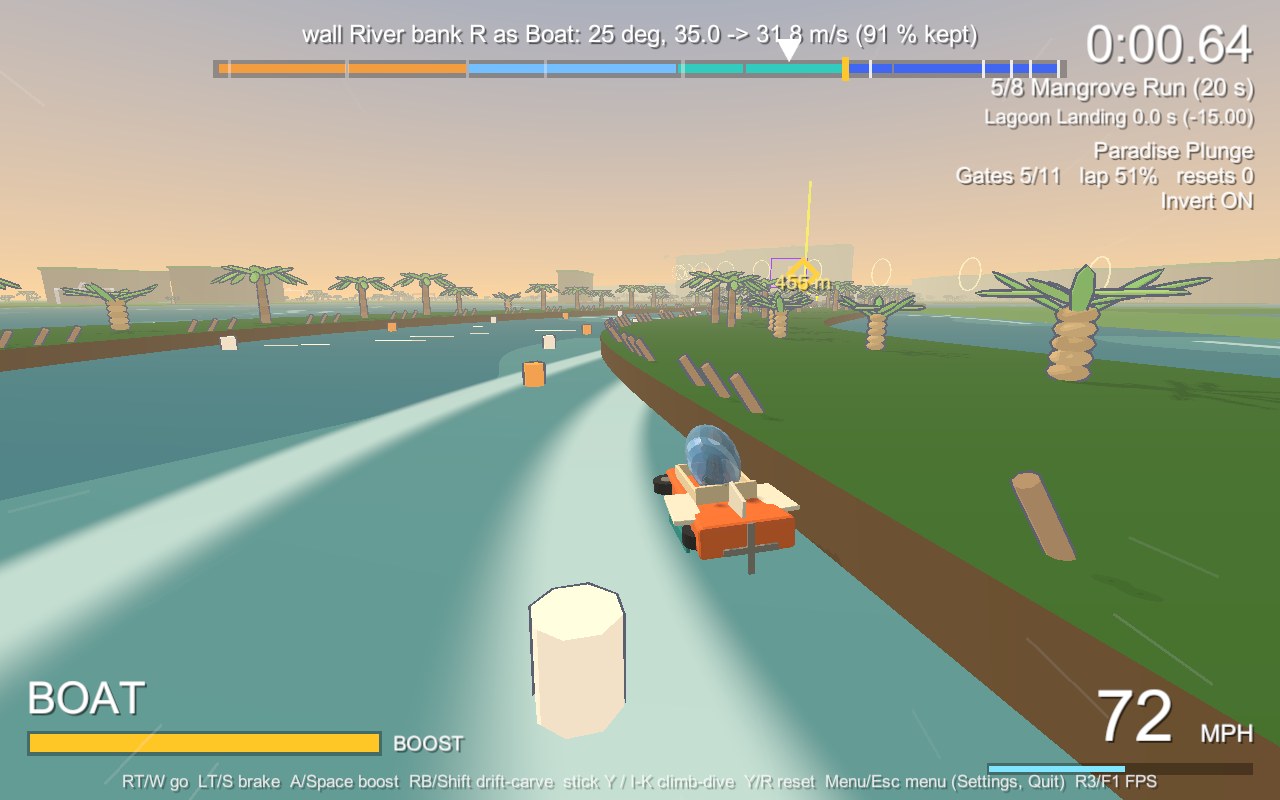 wall River bank R as Boat: 25 deg, 35.0 -> 31.8 m/s (91 % kept)
0:00.64
5/8 Mangrove Run (20 s)
Lagoon Landing 0.0 s (-15.00)
Paradise Plunge
Gates 5/11 lap 51% resets 0
Invert ON
465 m
BOAT
BOOST
72 MPH
RT/W go LT/S brake A/Space boost RB/Shift drift-carve stick Y / I-K climb-dive Y/R reset Menu/Esc menu (Settings, Quit) R3/F1 FPS